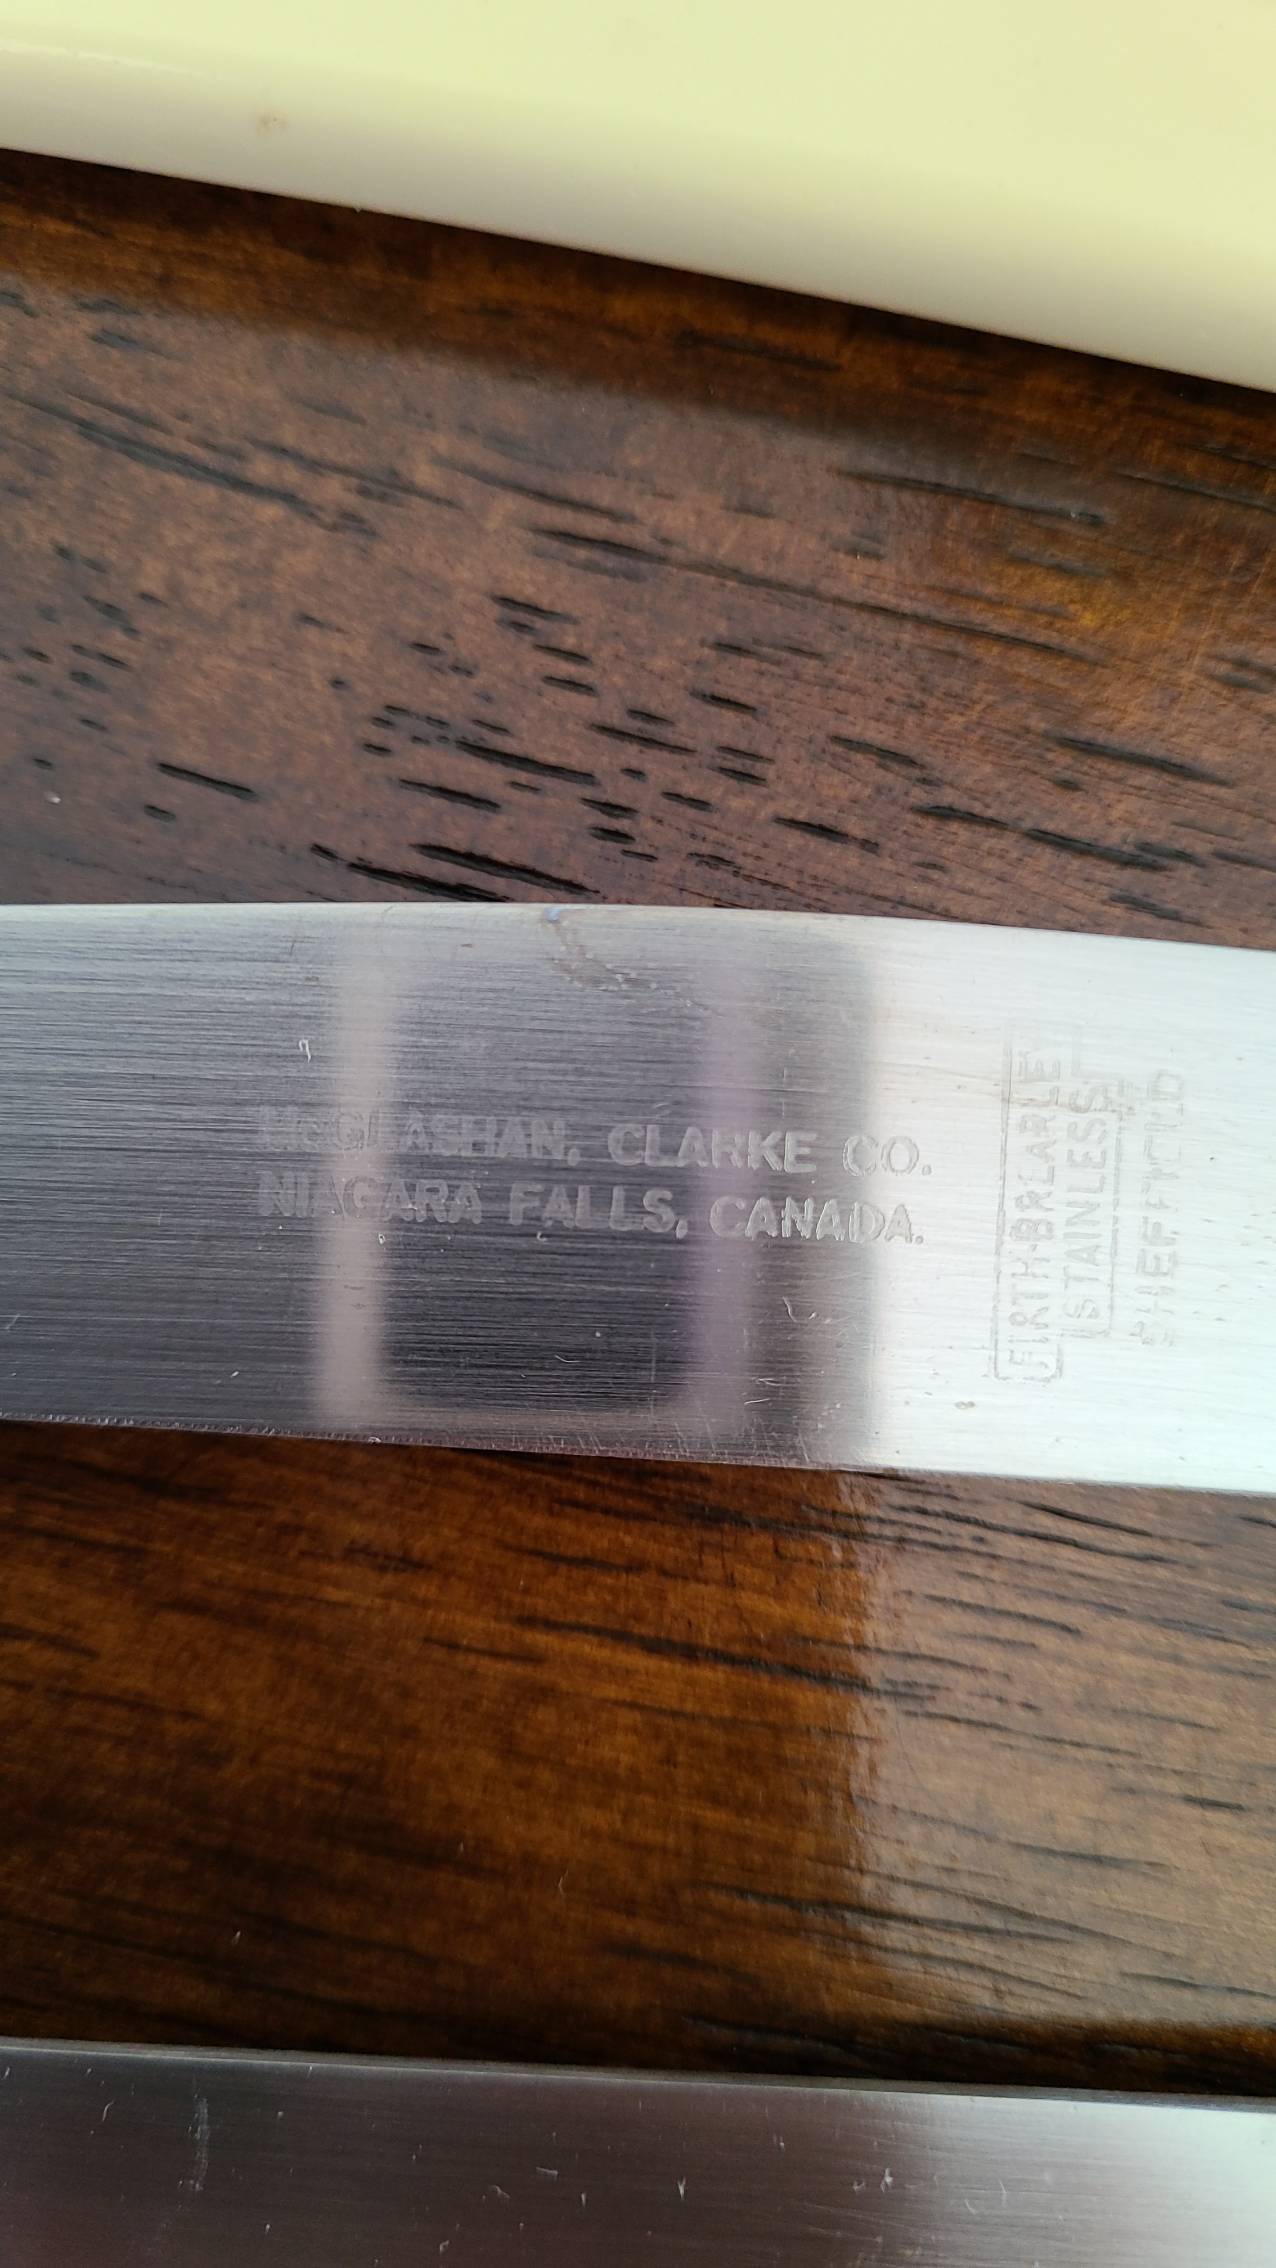 McGLASHAN, CLARKE CO.
NIAGARA FALLS, CANADA.
FIRTH-BREARLEY
STAINLESS
SHEFFIELD